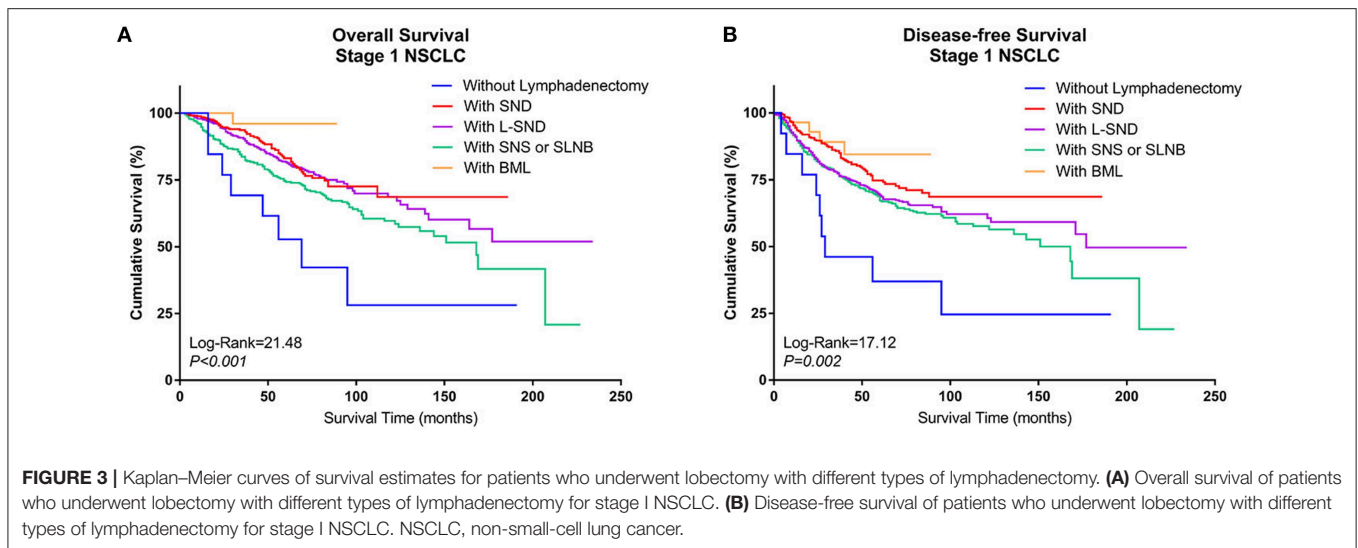 A
Overall Survival
Stage 1 NSCLC
Without Lymphadenectomy
With SND
With L-SND
With SNS or SLNB
With BML
Cumulative Survival (%)
100
75
50
25
0
Log-Rank=21.48
P<0.001
0 50 100 150 200 250
Survival Time (months)
B
Disease-free Survival
Stage 1 NSCLC
Without Lymphadenectomy
With SND
With L-SND
With SNS or SLNB
With BML
Cumulative Survival (%)
100
75
50
25
0
Log-Rank=17.12
P=0.002
0 50 100 150 200 250
Survival Time (months)
FIGURE 3 | Kaplan–Meier curves of survival estimates for patients who underwent lobectomy with different types of lymphadenectomy. (A) Overall survival of patients
who underwent lobectomy with different types of lymphadenectomy for stage I NSCLC. (B) Disease-free survival of patients who underwent lobectomy with different
types of lymphadenectomy for stage I NSCLC. NSCLC, non-small-cell lung cancer.